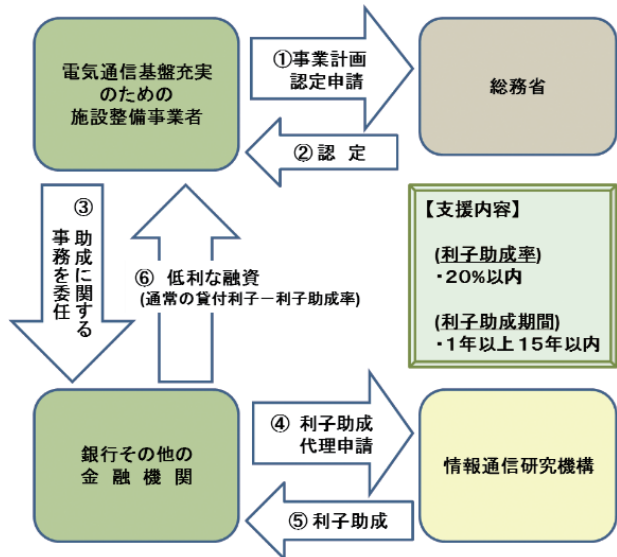 電気通信基盤充実
のための
施設整備事業者
①事業計画
認定申請
総務省
②認 定
③
助成に関する
事務を委任
⑥ 低利な融資
(通常の貸付利子－利子助成率)
【支援内容】
(利子助成率)
・20%以内
(利子助成期間)
・1年以上15年以内
銀行その他の
金 融 機 関
④ 利子助成
代理申請
⑤利子助成
情報通信研究機構